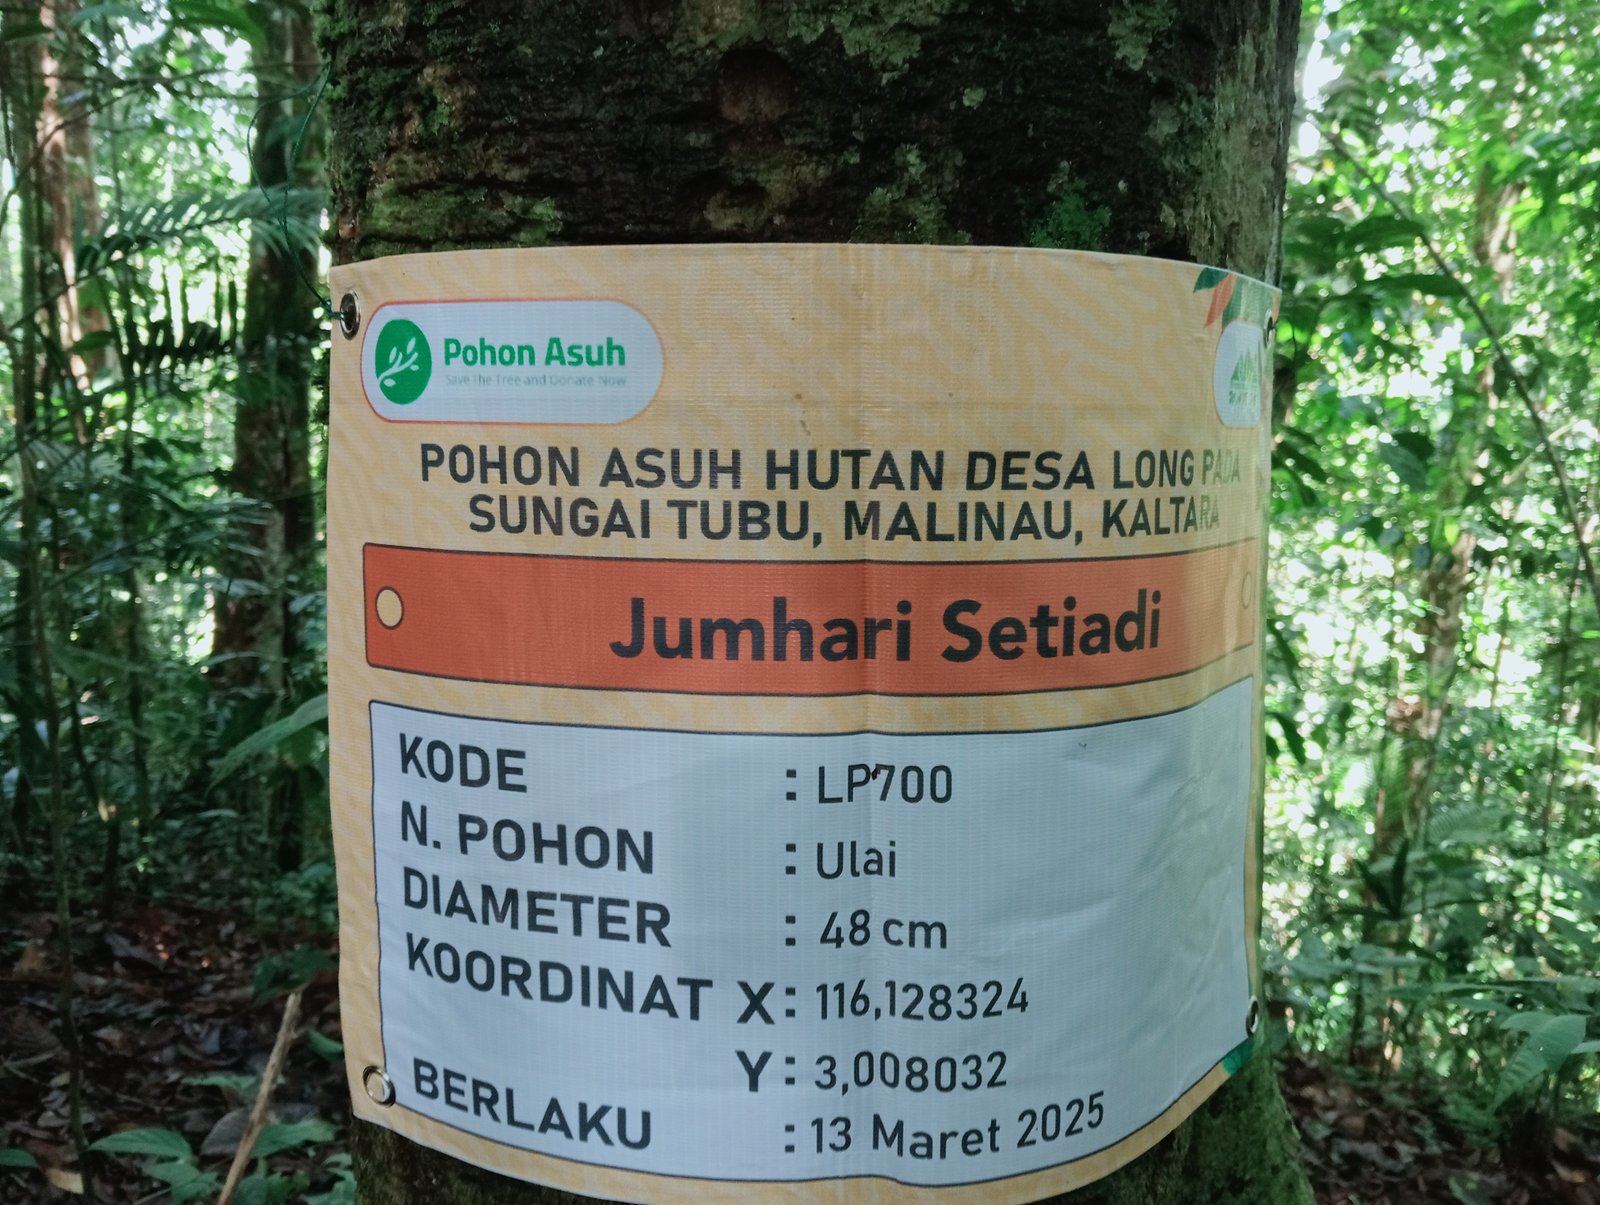 Pohon Asuh
Save The Tree and Donate Now
POHON ASUH HUTAN DESA LONG PADA
SUNGAI TUBU, MALINAU, KALTARA
Jumhari Setiadi
KODE : LP700
N. POHON : Ulai
DIAMETER : 48 cm
KOORDINAT X : 116,128324
Y : 3,008032
BERLAKU : 13 Maret 2025